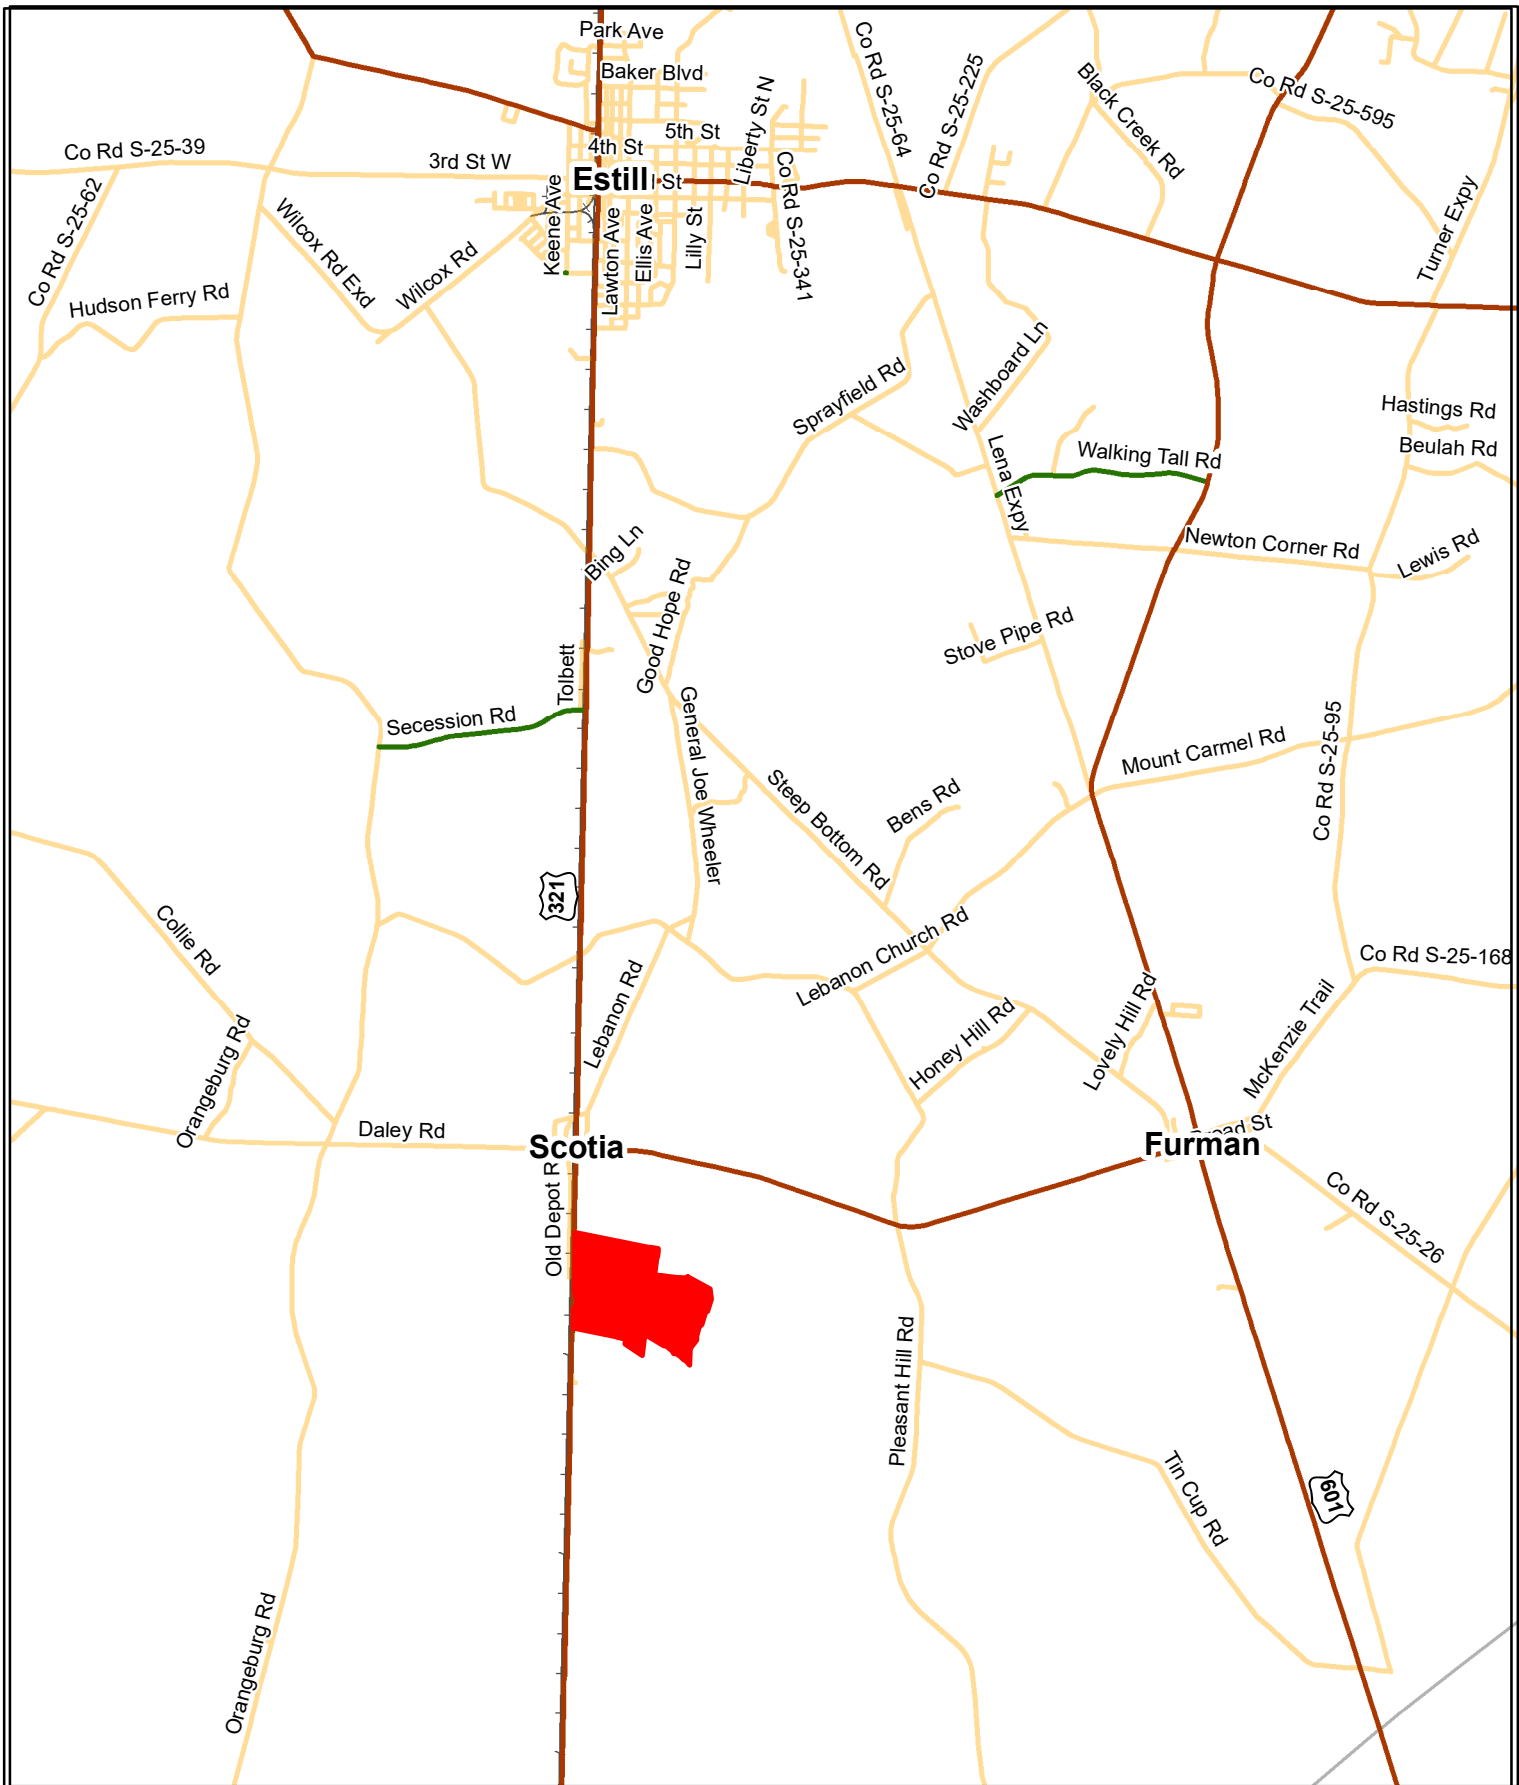 Park Ave
Baker Blvd
Co Rd S-25-64
Co Rd S-25-225
Black Creek Rd
Co Rd S-25-595
5th St
Liberty St N
4th St
Co Rd S-25-39
3rd St W
Estill
St
Co Rd S-25-62
Keene Ave
Lawton Ave
Ellis Ave
Lilly St
Co Rd S-25-341
Turner Expy
Wilcox Rd Exd
Wilcox Rd
Hudson Ferry Rd
Sprayfield Rd
Washboard Ln
Hastings Rd
Beulah Rd
Lena Expy
Walking Tall Rd
Bing Ln
Newton Corner Rd
Lewis Rd
Good Hope Rd
Stove Pipe Rd
Tolbett
Secession Rd
General Joe Wheeler
Mount Carmel Rd
Co Rd S-25-95
Steep Bottom Rd
Bens Rd
321
Collie Rd
Lebanon Church Rd
Co Rd S-25-168
Lebanon Rd
Honey Hill Rd
Lovely Hill Rd
McKenzie Trail
Orangeburg Rd
Daley Rd
Scotia
Broad St
Furman
Old Depot R
Co Rd S-25-26
Pleasant Hill Rd
Tin Cup Rd
601
Orangeburg Rd